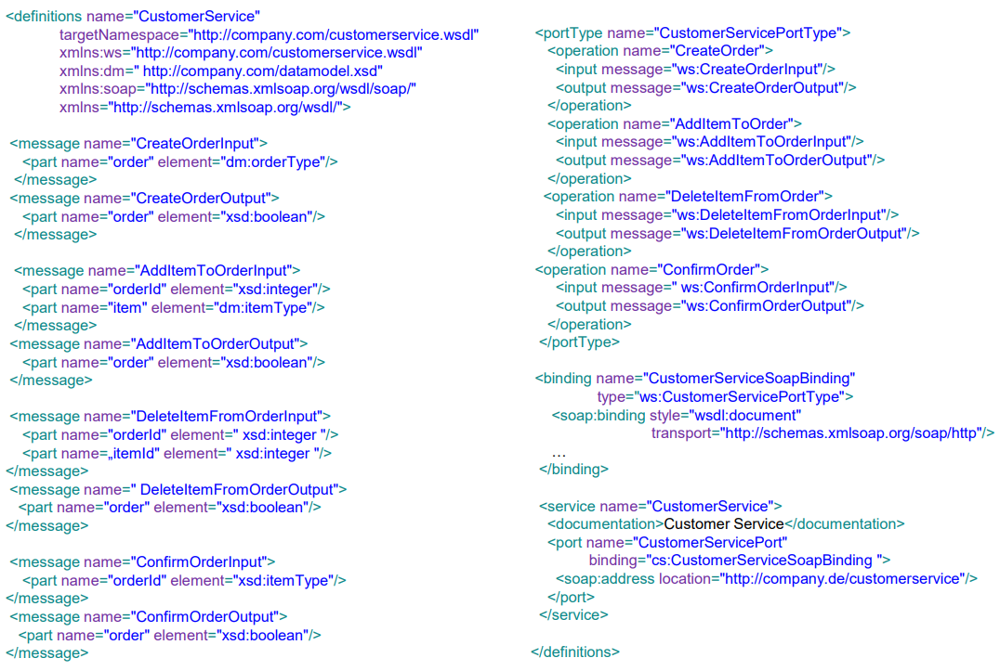 <definitions name="CustomerService"
targetNamespace="http://company.com/customerservice.wsdl"
xmlns:ws="http://company.com/customerservice.wsdl"
xmlns:dm=" http://company.com/datamodel.xsd"
xmlns:soap="http://schemas.xmlsoap.org/wsdl/soap/"
xmlns="http://schemas.xmlsoap.org/wsdl/">
<message name="CreateOrderInput">
<part name="order" element="dm:orderType"/>
</message>
<message name="CreateOrderOutput">
<part name="order" element="xsd:boolean"/>
</message>
<message name="AddItemToOrderInput">
<part name="orderId" element="xsd:integer"/>
<part name="item" element="dm:itemType"/>
</message>
<message name="AddItemToOrderOutput">
<part name="order" element="xsd:boolean"/>
</message>
<message name="DeleteItemFromOrderInput">
<part name="orderId" element=" xsd:integer "/>
<part name=„itemId" element=" xsd:integer "/>
</message>
<message name=" DeleteItemFromOrderOutput">
<part name="order" element="xsd:boolean"/>
</message>
<message name="ConfirmOrderInput">
<part name="orderId" element="xsd:itemType"/>
</message>
<message name="ConfirmOrderOutput">
<part name="order" element="xsd:boolean"/>
</message>
<portType name="CustomerServicePortType">
<operation name="CreateOrder">
<input message="ws:CreateOrderInput"/>
<output message="ws:CreateOrderOutput"/>
</operation>
<operation name="AddItemToOrder">
<input message="ws:AddItemToOrderInput"/>
<output message="ws:AddItemToOrderOutput"/>
</operation>
<operation name="DeleteItemFromOrder">
<input message="ws:DeleteItemFromOrderInput"/>
<output message="ws:DeleteItemFromOrderOutput"/>
</operation>
<operation name="ConfirmOrder">
<input message=" ws:ConfirmOrderInput"/>
<output message="ws:ConfirmOrderOutput"/>
</operation>
</portType>
<binding name="CustomerServiceSoapBinding"
type="ws:CustomerServicePortType">
<soap:binding style="wsdl:document"
transport="http://schemas.xmlsoap.org/soap/http"/>
…
</binding>
<service name="CustomerService">
<documentation>Customer Service</documentation>
<port name="CustomerServicePort"
binding="cs:CustomerServiceSoapBinding ">
<soap:address location="http://company.de/customerservice"/>
</port>
</service>
</definitions>